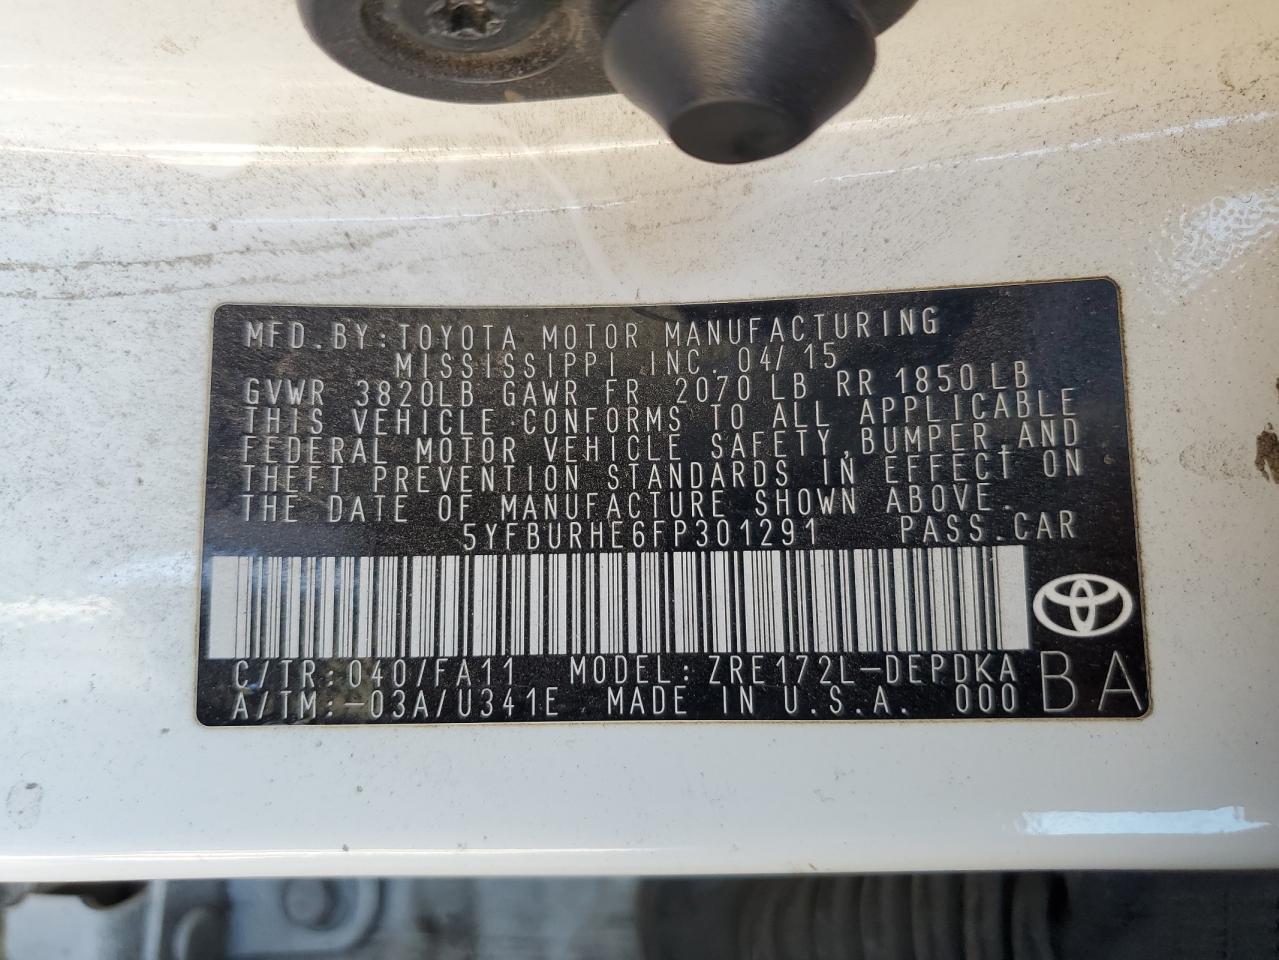 MFD.BY:TOYOTA MOTOR MANUFACTURING
MISSISSIPPI INC. 04/15
GVWR 3820LB GAWR FR 2070 LB RR 1850LB
THIS VEHICLE CONFORMS TO ALL APPLICABLE
FEDERAL MOTOR VEHICLE SAFETY,BUMPER,AND
THEFT PREVENTION STANDARDS IN EFFECT ON
THE DATE OF MANUFACTURE SHOWN ABOVE.
5YFBURHE6FP301291 PASS.CAR
C/TR:040/FA11 MODEL:ZRE172L-DEPDKA
A/TM:-03A/U341E MADE IN U.S.A. 000 BA